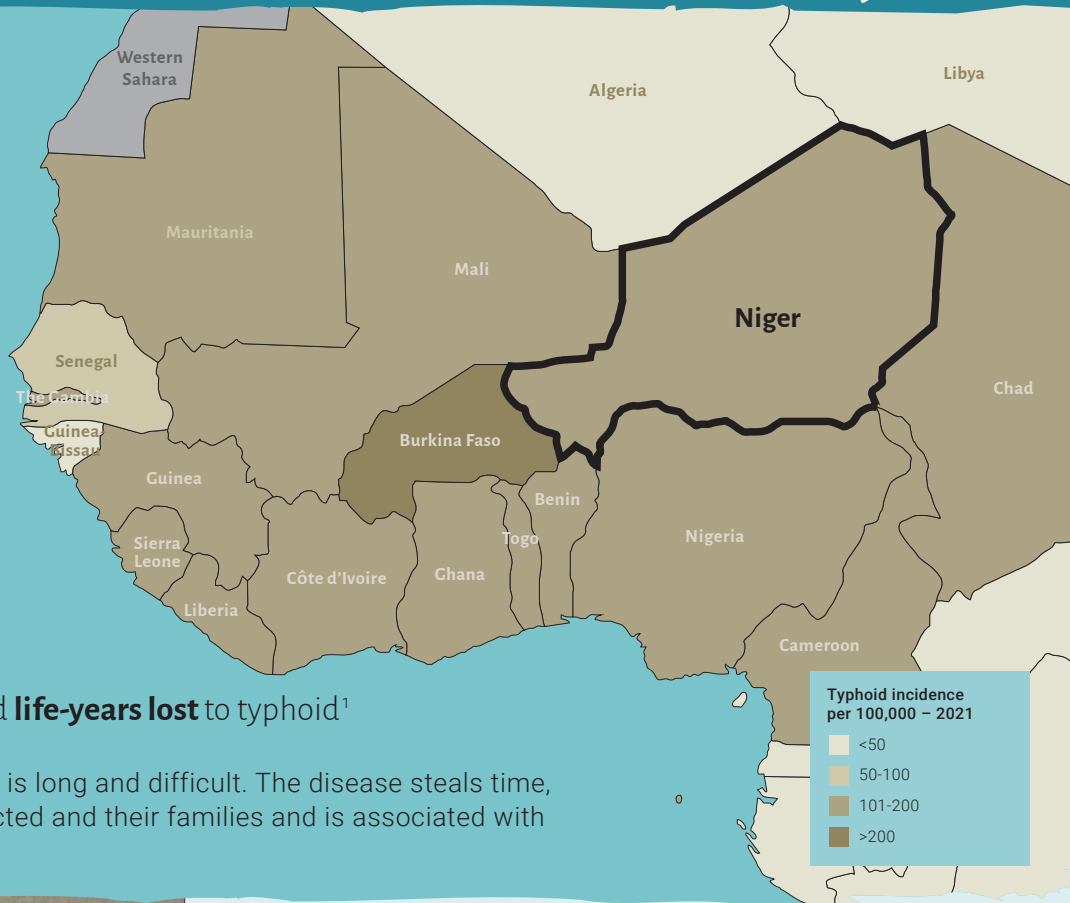 Western
Sahara
Algeria
Libya
Mauritania
Mali
Niger
Senegal
The Gambia
Guinea
Bissau
Burkina Faso
Chad
Guinea
Benin
Sierra
Leone
Togo
Nigeria
Côte d'Ivoire
Ghana
Liberia
Cameroon
life-years lost to typhoid1
is long and difficult. The disease steals time,
and their families and is associated with
Typhoid incidence
per 100,000 – 2021
<50
50-100
101-200
>200